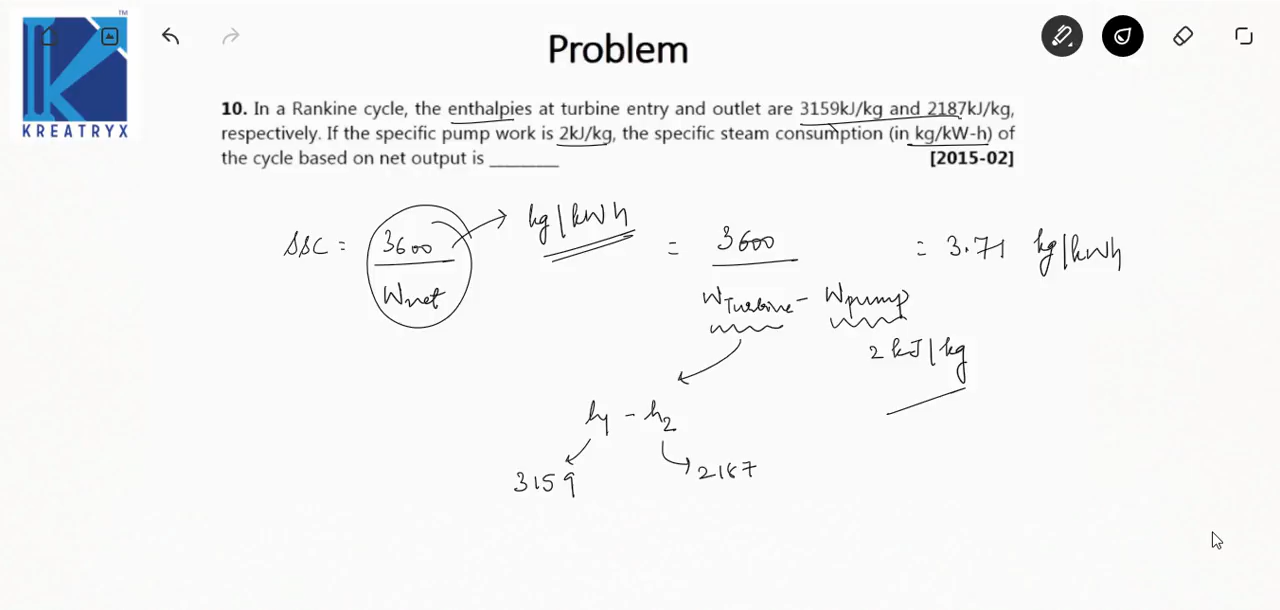 TM
KREATRYX
Problem
10. In a Rankine cycle, the enthalpies at turbine entry and outlet are 3159kJ/kg and 2187kJ/kg,
respectively. If the specific pump work is 2kJ/kg, the specific steam consumption (in kg/kW-h) of
the cycle based on net output is ________
[2015-02]
SSC = 3600 / Wnet → kg/kWh = 3600 / WTurbine - Wpump = 3.71 kg/kWh
2 kJ/kg
h1 - h2
3159 2187